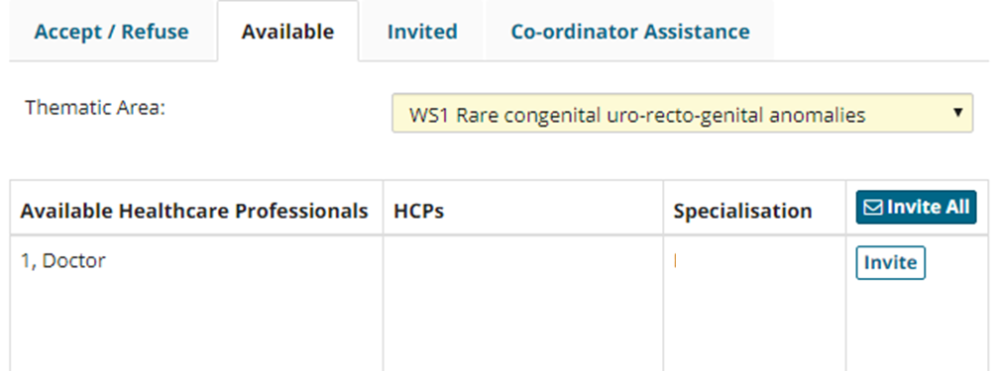 Accept / Refuse Available Invited Co-ordinator Assistance
Thematic Area: WS1 Rare congenital uro-recto-genital anomalies
Available Healthcare Professionals HCPs Specialisation Invite All
1, Doctor Invite